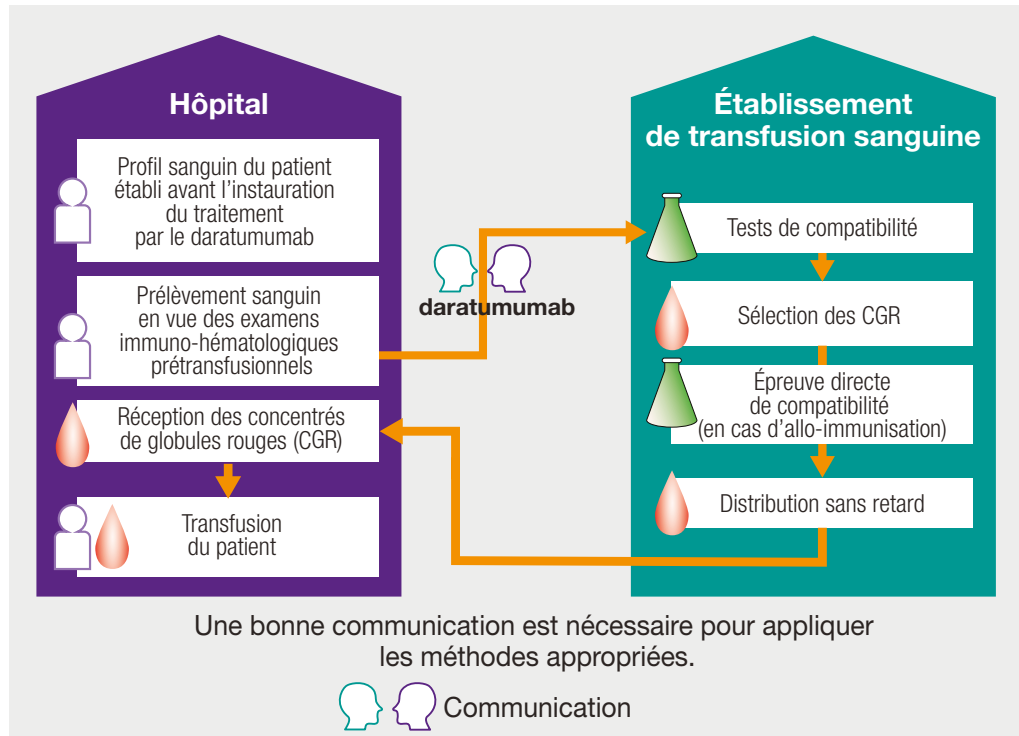 Hôpital
Profil sanguin du patient
établi avant l'instauration
du traitement
par le daratumumab
Prélèvement sanguin
en vue des examens
immuno-hématologiques
prétransfusionnels
Réception des concentrés
de globules rouges (CGR)
Transfusion
du patient
daratumumab
Établissement
de transfusion sanguine
Tests de compatibilité
Sélection des CGR
Épreuve directe
de compatibilité
(en cas d'allo-immunisation)
Distribution sans retard
Une bonne communication est nécessaire pour appliquer
les méthodes appropriées.
Communication